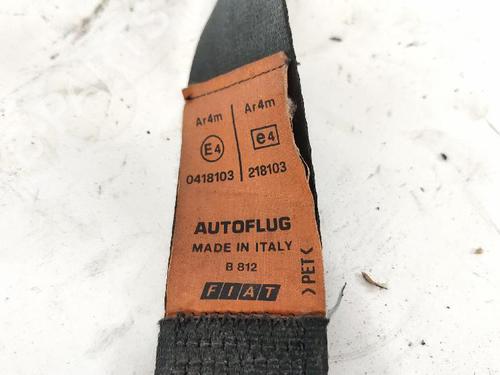 Ar4m Ar4m
E4 e4
0418103 218103
AUTOFLUG
MADE IN ITALY
B 812
FIAT
>PET<